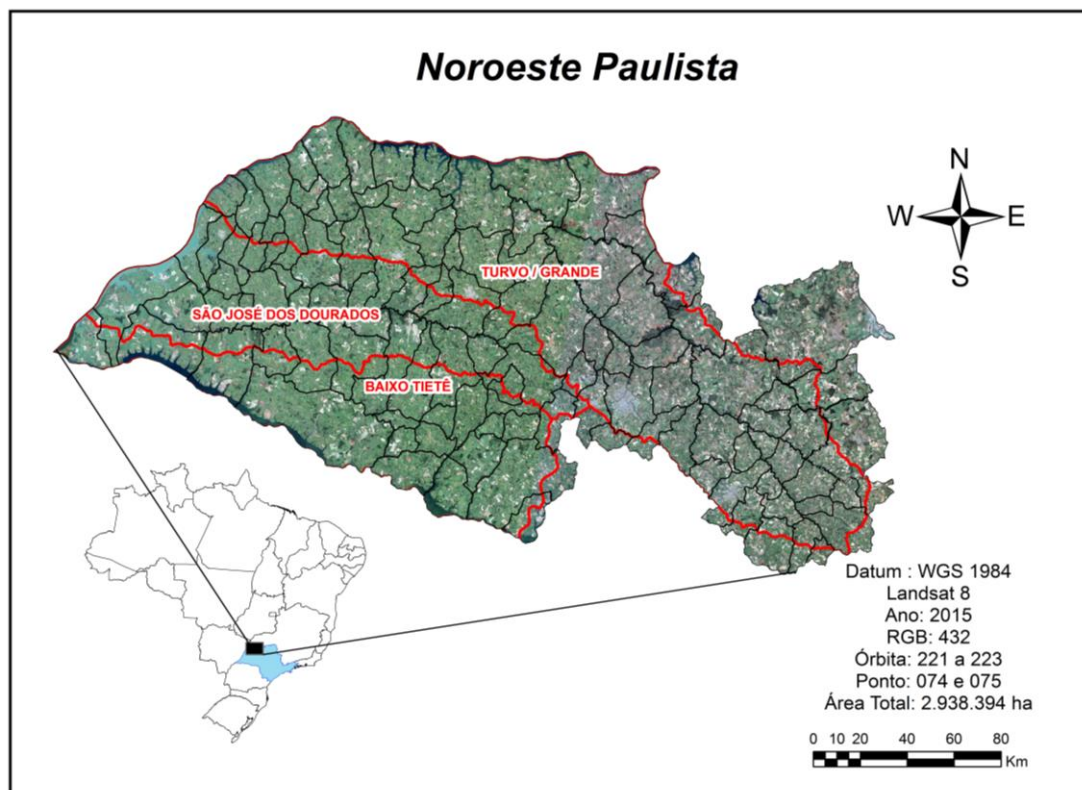 Noroeste Paulista
N
W E
S
TURVO / GRANDE
SÃO JOSÉ DOS DOURADOS
BAIXO TIETÊ
Datum : WGS 1984
Landsat 8
Ano: 2015
RGB: 432
Órbita: 221 a 223
Ponto: 074 e 075
Área Total: 2.938.394 ha
0 10 20 40 60 80
Km